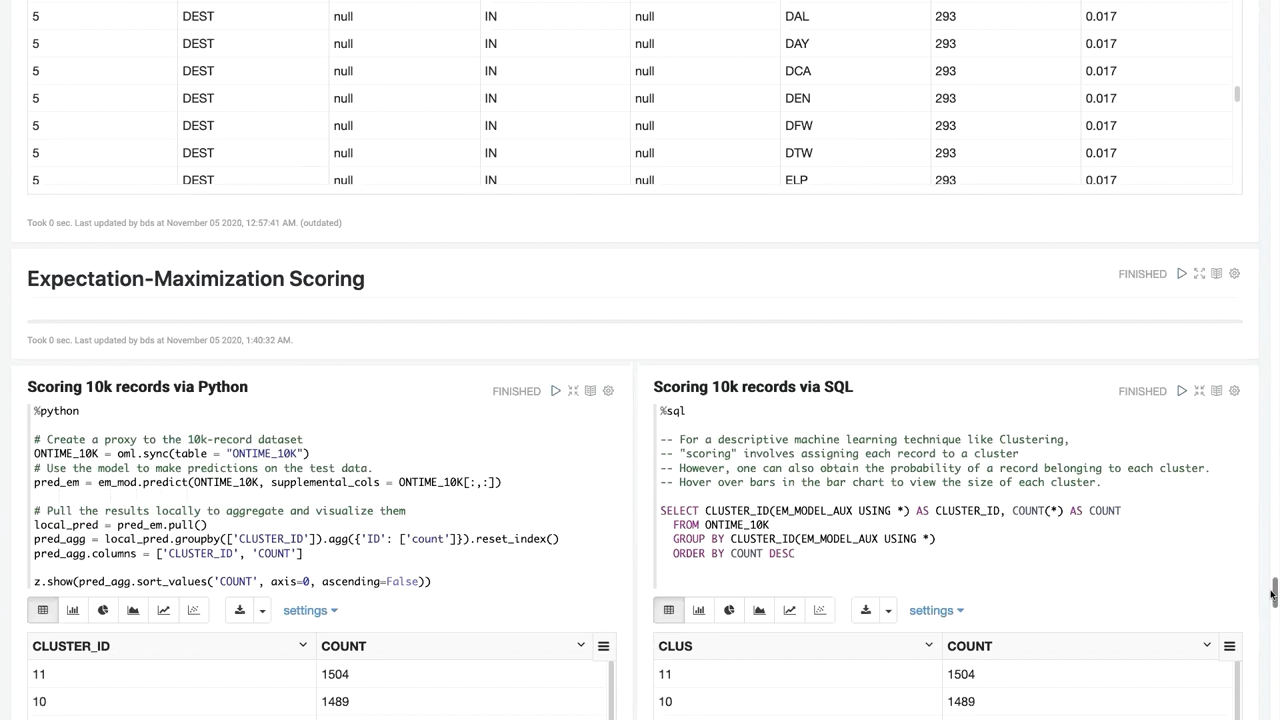 5 DEST null IN null DAL 293 0.017
5 DEST null IN null DAY 293 0.017
5 DEST null IN null DCA 293 0.017
5 DEST null IN null DEN 293 0.017
5 DEST null IN null DFW 293 0.017
5 DEST null IN null DTW 293 0.017
5 DEST null IN null ELP 293 0.017
Took 0 sec. Last updated by bds at November 05 2020, 12:57:41 AM. (outdated)
Expectation-Maximization Scoring
FINISHED
Took 0 sec. Last updated by bds at November 05 2020, 1:40:32 AM.
Scoring 10k records via Python
FINISHED
%python
# Create a proxy to the 10k-record dataset
ONTIME_10K = oml.sync(table = "ONTIME_10K")
# Use the model to make predictions on the test data.
pred_em = em_mod.predict(ONTIME_10K, supplemental_cols = ONTIME_10K[:,:])
# Pull the results locally to aggregate and visualize them
local_pred = pred_em.pull()
pred_agg = local_pred.groupby(['CLUSTER_ID']).agg({'ID': ['count']}).reset_index()
pred_agg.columns = ['CLUSTER_ID', 'COUNT']
z.show(pred_agg.sort_values('COUNT', axis=0, ascending=False))
settings
CLUSTER_ID COUNT
11 1504
10 1489
Scoring 10k records via SQL
FINISHED
%sql
-- For a descriptive machine learning technique like Clustering,
-- "scoring" involves assigning each record to a cluster
-- However, one can also obtain the probability of a record belonging to each cluster.
-- Hover over bars in the bar chart to view the size of each cluster.
SELECT CLUSTER_ID(EM_MODEL_AUX USING *) AS CLUSTER_ID, COUNT(*) AS COUNT
FROM ONTIME_10K
GROUP BY CLUSTER_ID(EM_MODEL_AUX USING *)
ORDER BY COUNT DESC
settings
CLUS COUNT
11 1504
10 1489